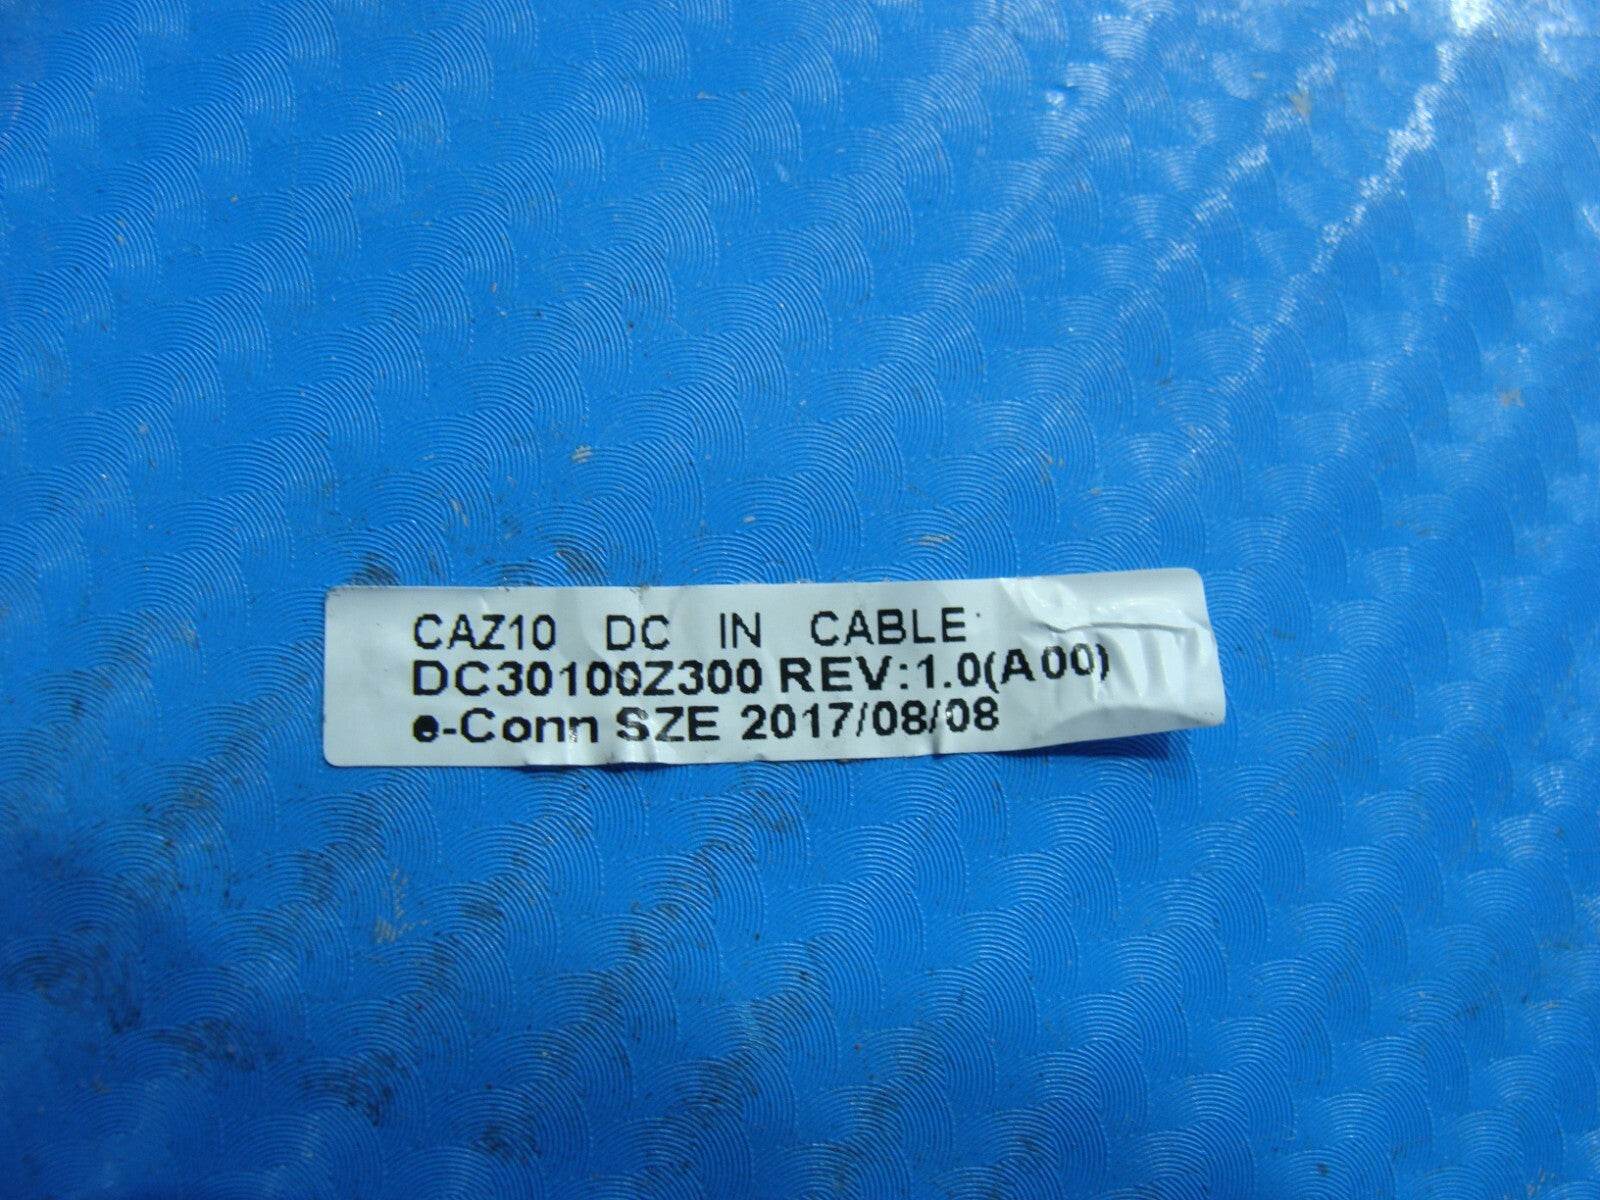 CAZ10 DC IN CABLE
DC30100Z300 REV:1.0(A00)
e-Conn SZE 2017/08/08